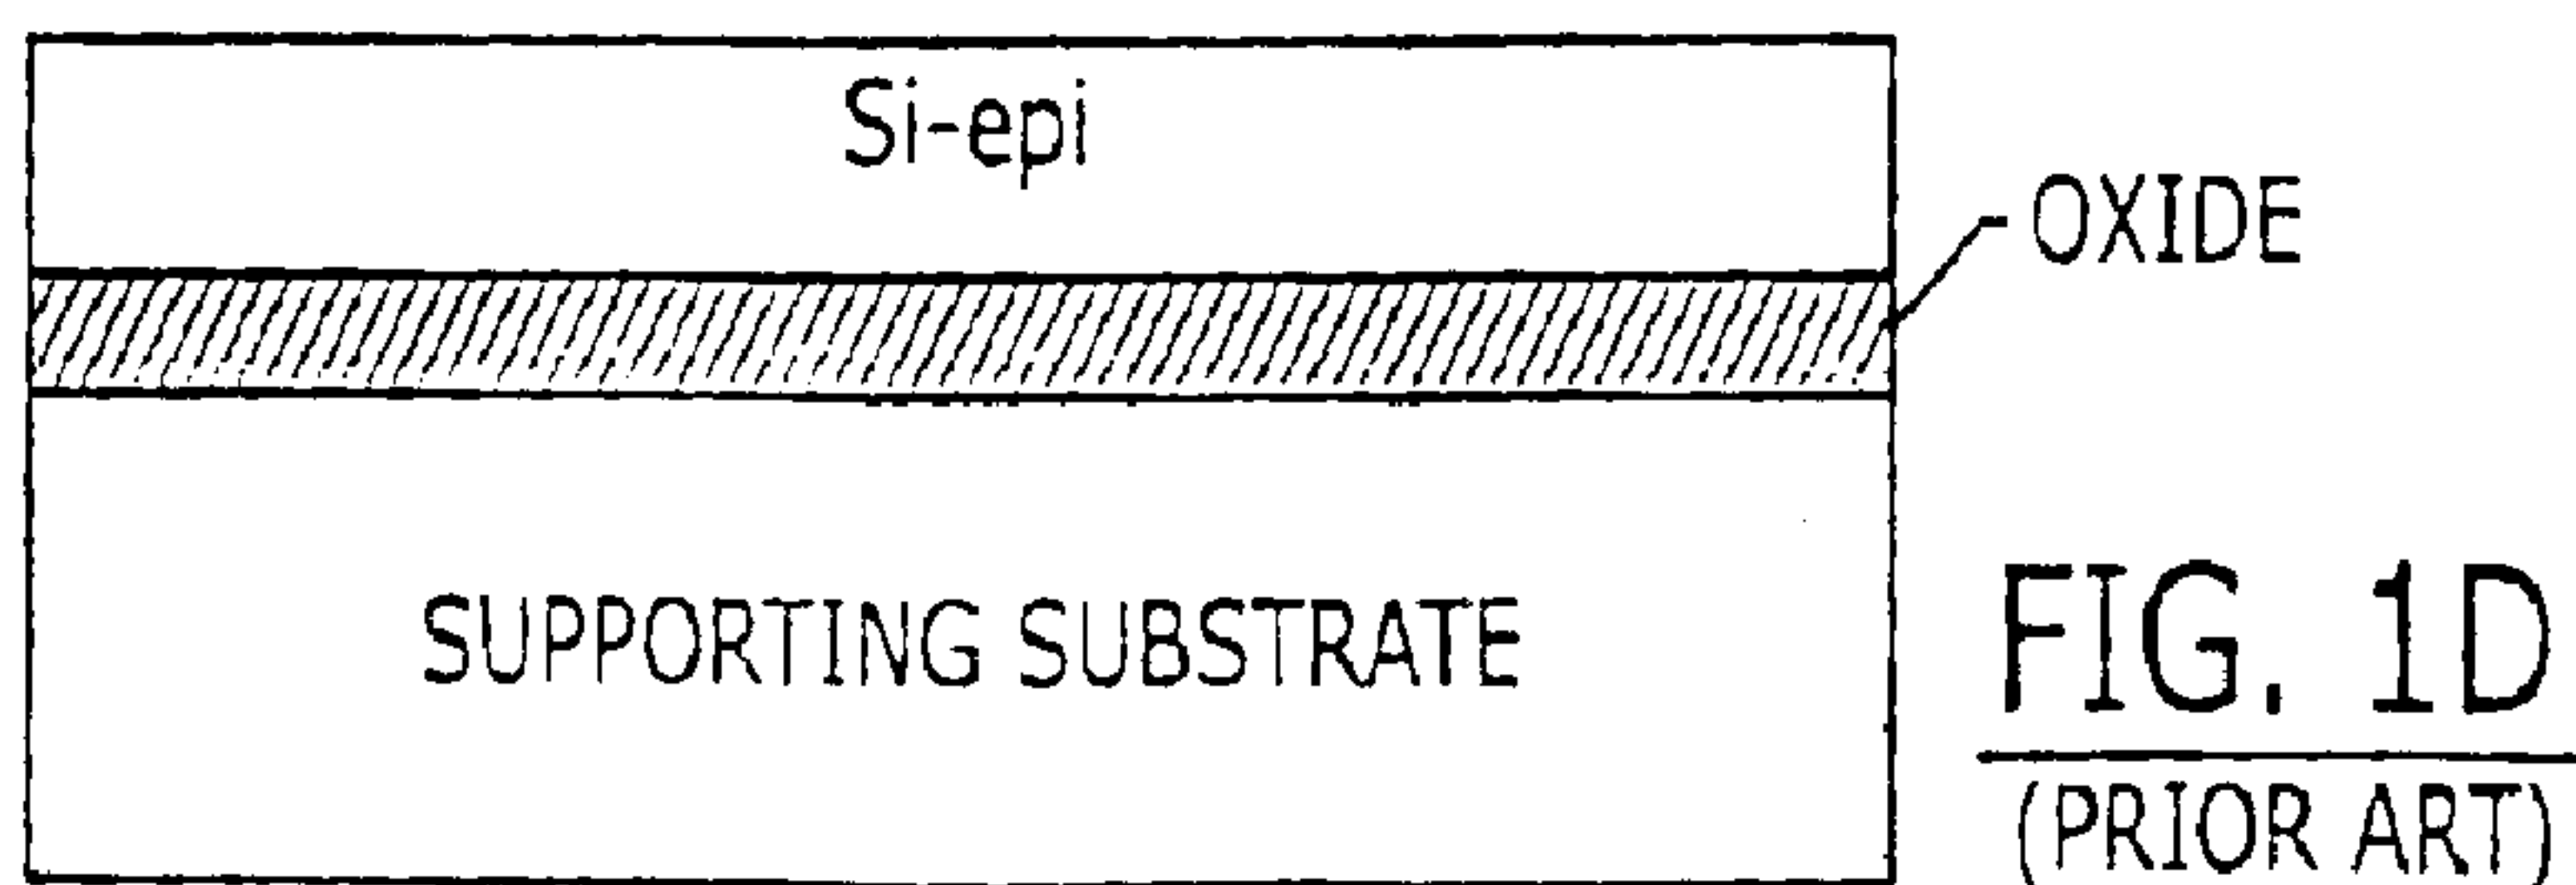 Si-epi
OXIDE
SUPPORTING SUBSTRATE
FIG. 1D
(PRIOR ART)